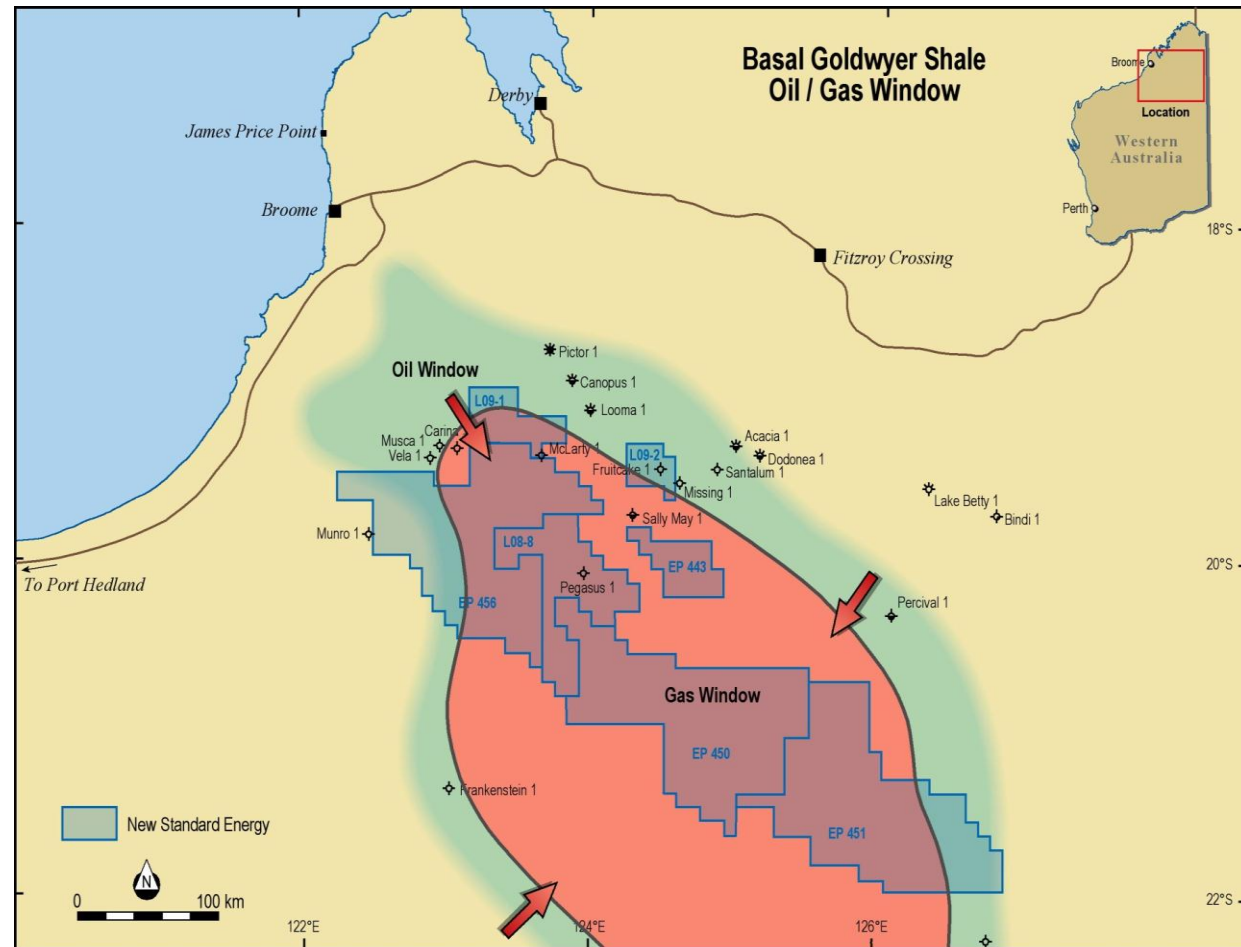 Basal Goldwyer Shale
Oil / Gas Window
Broome
Location
Western
Australia
Perth
Derby
James Price Point
Broome
Fitzroy Crossing
18°S
Pictor 1
Oil Window
Canopus 1
L09-1
Looma 1
Carina
Musca 1
Vela 1
McLarty 1
Acacia 1
L09-2
Dodonea 1
Fruitcake 1
Santalum 1
Missing 1
Lake Betty 1
Bindi 1
Sally May 1
Munro 1
L08-8
EP 443
20°S
To Port Hedland
Pegasus 1
EP 456
Percival 1
Gas Window
EP 450
Frankenstein 1
New Standard Energy
EP 451
N
0 100 km
22°S
122°E
124°E
126°E